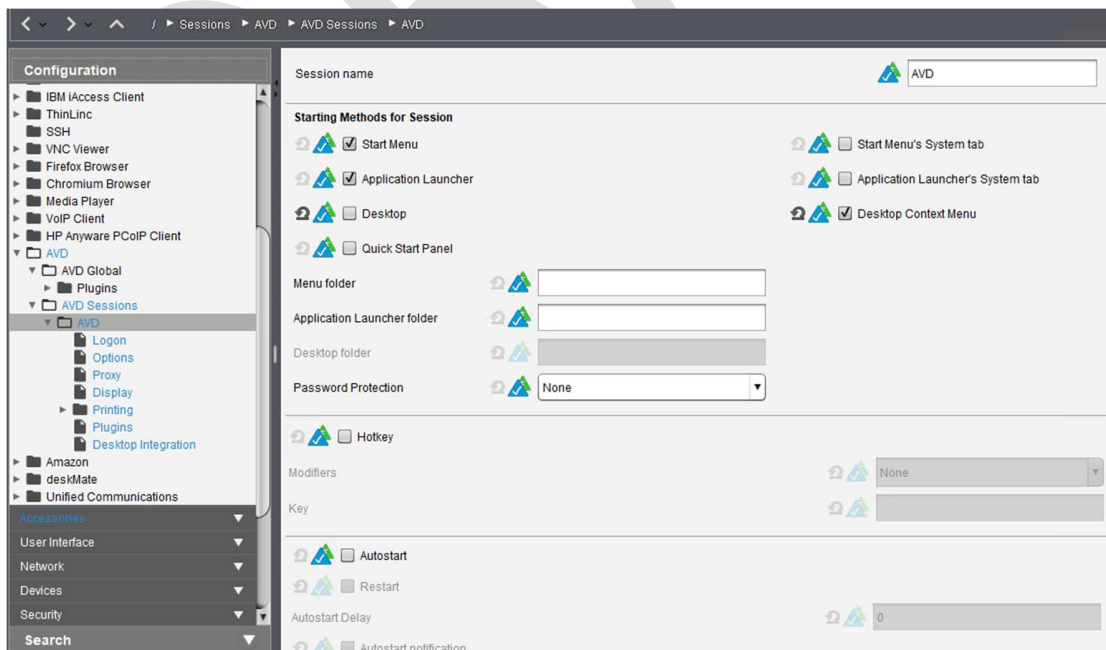 / ► Sessions ► AVD ► AVD Sessions ► AVD
Configuration
IBM iAccess Client
ThinLinc
SSH
VNC Viewer
Firefox Browser
Chromium Browser
Media Player
VoIP Client
HP Anyware PCoIP Client
AVD
AVD Global
Plugins
AVD Sessions
AVD
Logon
Options
Proxy
Display
Printing
Plugins
Desktop Integration
Amazon
deskMate
Unified Communications
Accessories
User Interface
Network
Devices
Security
Search
Session name AVD
Starting Methods for Session
Start Menu Start Menu's System tab
Application Launcher Application Launcher's System tab
Desktop Desktop Context Menu
Quick Start Panel
Menu folder
Application Launcher folder
Desktop folder
Password Protection None
Hotkey
Modifiers None
Key
Autostart
Restart
Autostart Delay 0
Autostart notification